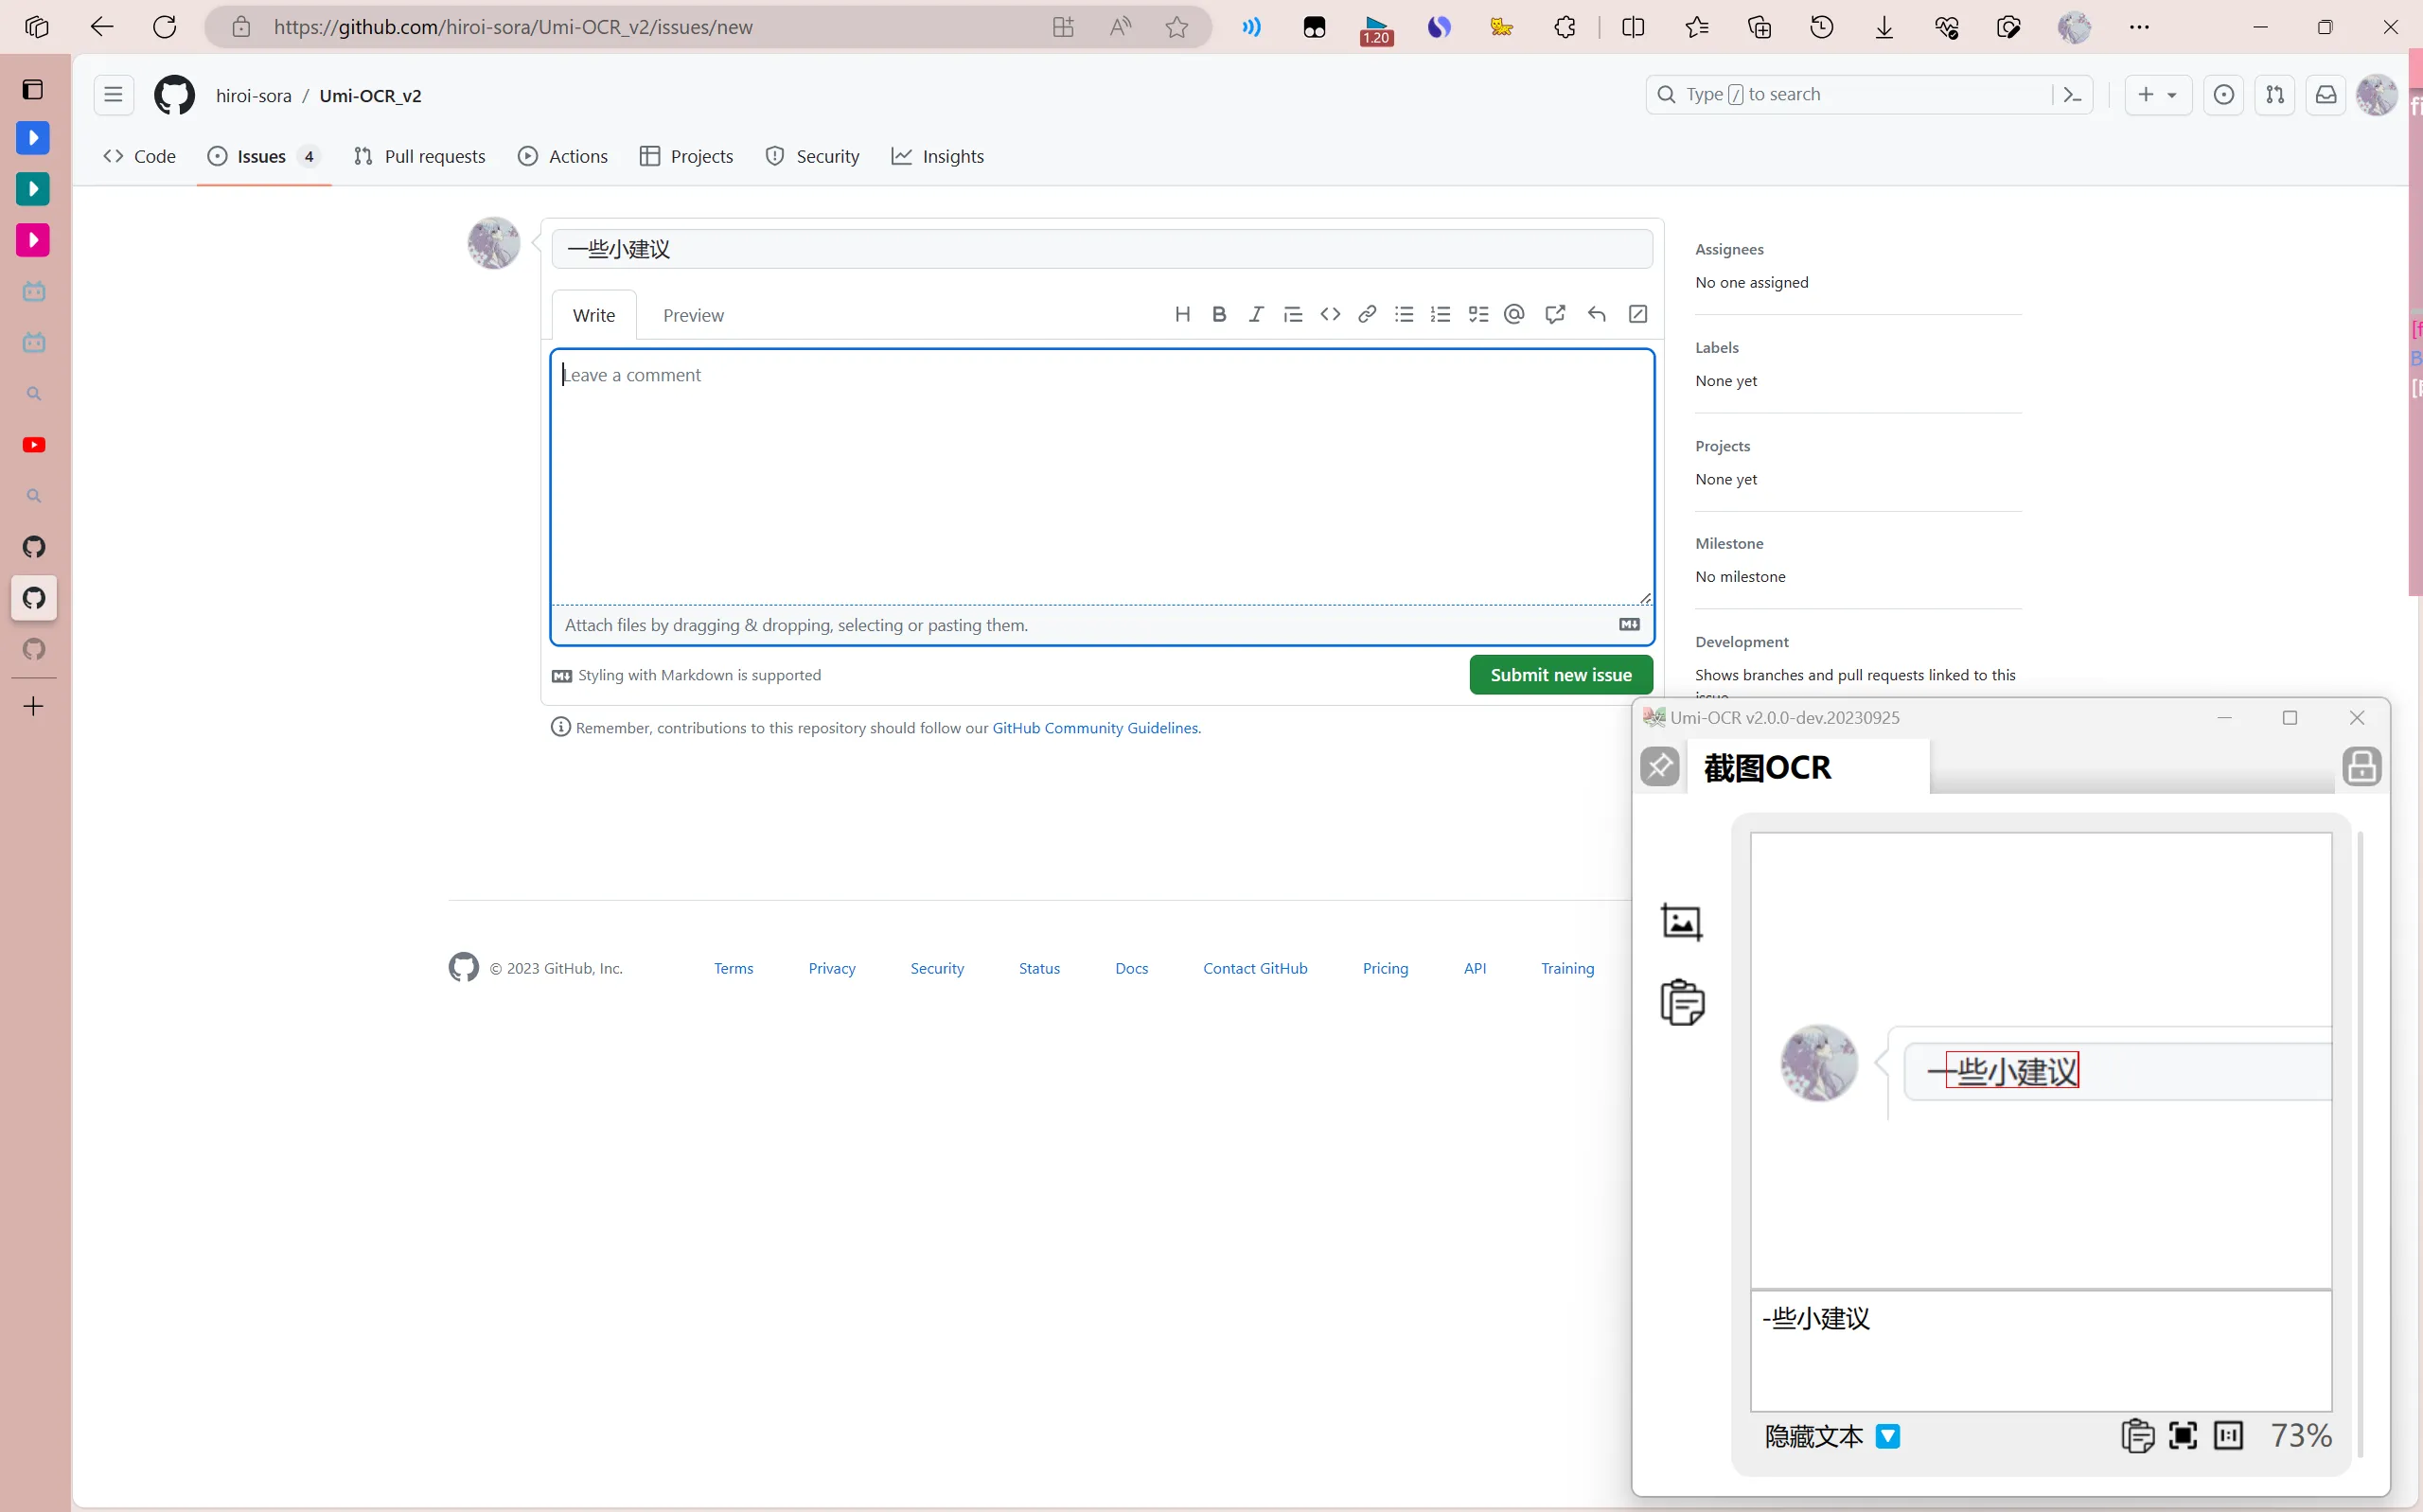 https://github.com/hiroi-sora/Umi-OCR_v2/issues/new
1.20
hiroi-sora / Umi-OCR_v2
Type / to search
Code
Issues 4
Pull requests
Actions
Projects
Security
Insights
一些小建议
Assignees
No one assigned
Write
Preview
Labels
None yet
Leave a comment
Projects
None yet
Milestone
No milestone
Attach files by dragging & dropping, selecting or pasting them.
Development
Shows branches and pull requests linked to this
Styling with Markdown is supported
Submit new issue
Remember, contributions to this repository should follow our GitHub Community Guidelines.
Umi-OCR v2.0.0-dev.20230925
截图OCR
© 2023 GitHub, Inc.
Terms
Privacy
Security
Status
Docs
Contact GitHub
Pricing
API
Training
一些小建议
-些小建议
隐藏文本
73%